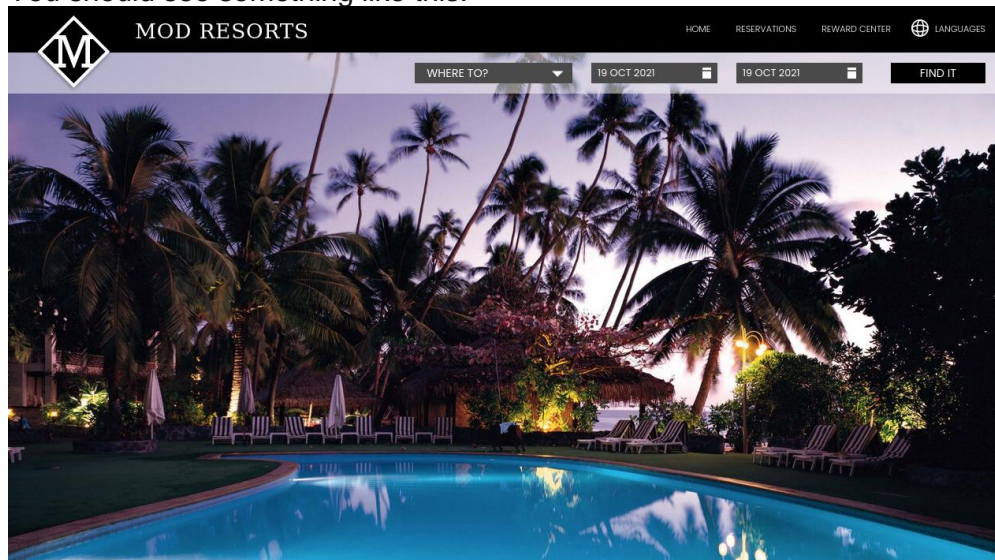 You should see something like this:
MOD RESORTS
HOME RESERVATIONS REWARD CENTER LANGUAGES
M
WHERE TO? 19 OCT 2021 19 OCT 2021 FIND IT